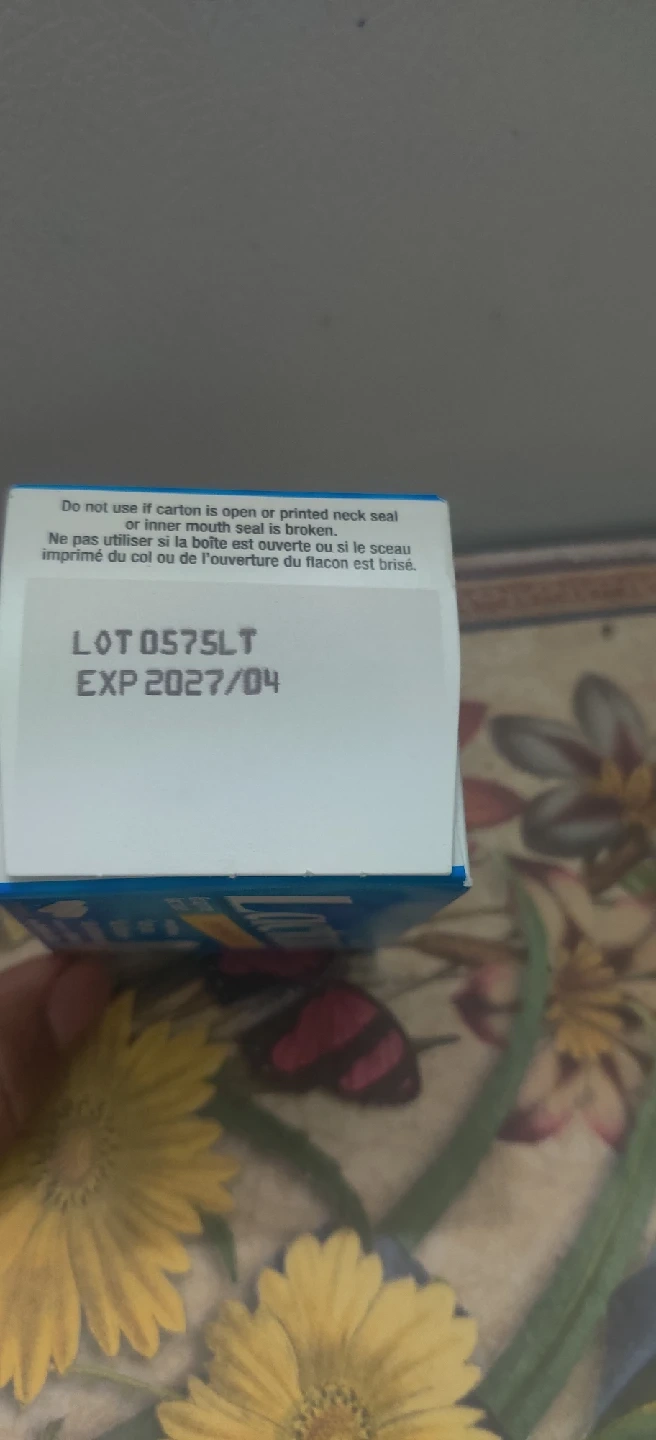 Do not use if carton is open or printed neck seal
or inner mouth seal is broken.
Ne pas utiliser si la boîte est ouverte ou si le sceau
imprimé du col ou de l'ouverture du flacon est brisé.
LOT 0575LT
EXP 2027/04